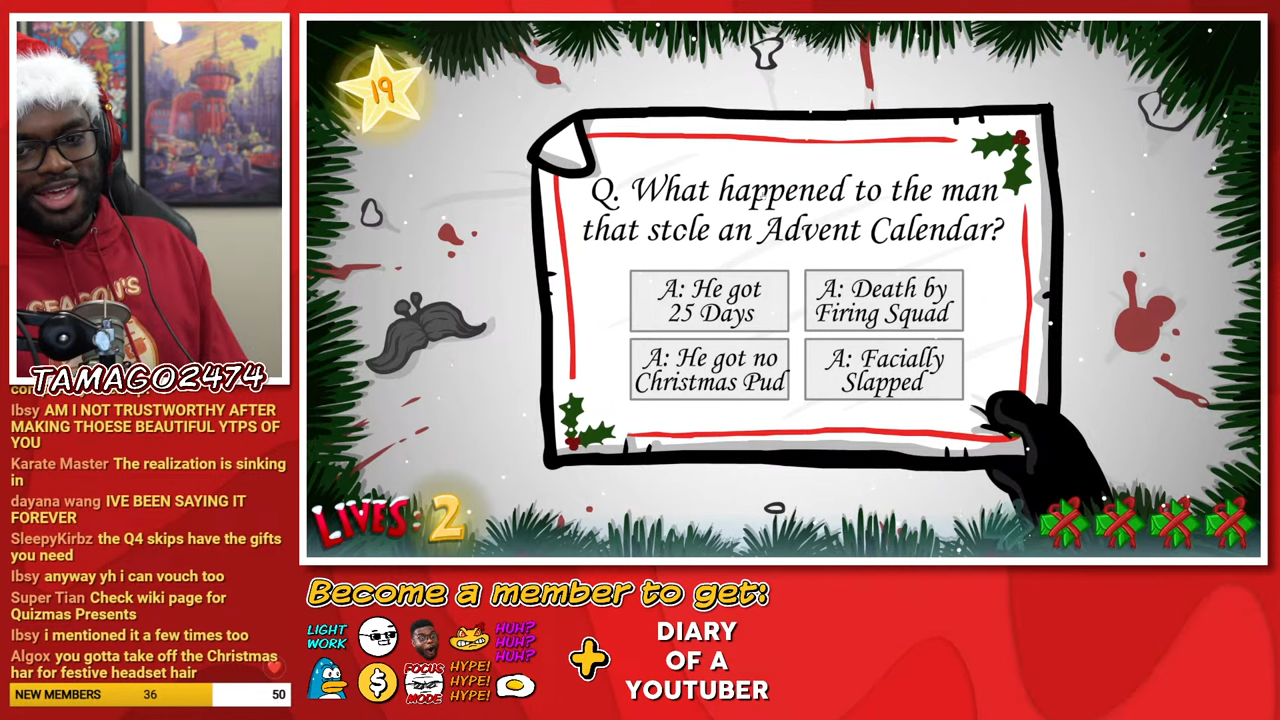 19
Q. What happened to the man
that stole an Advent Calendar?
A: He got
25 Days
A: Death by
Firing Squad
A: He got no
Christmas Pud
A: Facially
Slapped
LIVES: 2
TAMAGO2474
Ibsy AM I NOT TRUSTWORTHY AFTER
MAKING THOESE BEAUTIFUL YTPS OF
YOU
Karate Master The realization is sinking
in
dayana wang IVE BEEN SAYING IT
FOREVER
SleepyKirbz the Q4 skips have the gifts
you need
Ibsy anyway yh i can vouch too
Super Tian Check wiki page for
Quizmas Presents
Ibsy i mentioned it a few times too
Algox you gotta take off the Christmas
har for festive headset hair
NEW MEMBERS 36 50
Become a member to get:
LIGHT
WORK
HUH?
HUH?
HUH?
FOCUS
MODE
HYPE!
HYPE!
HYPE!
$
+
DIARY
OF A
YOUTUBER